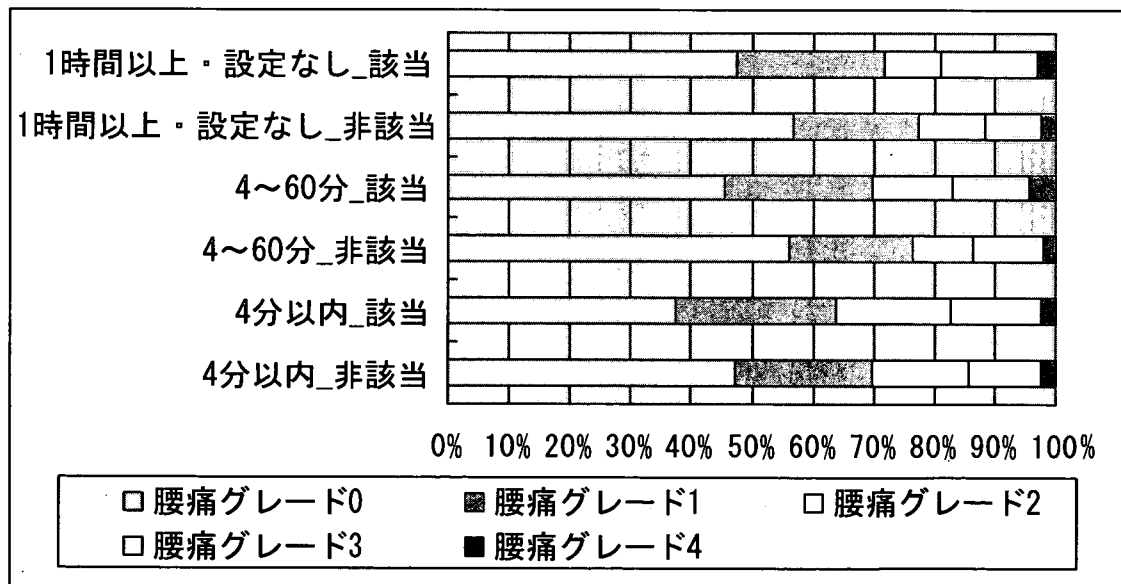 1時間以上・設定なし_該当
1時間以上・設定なし_非該当
4～60分_該当
4～60分_非該当
4分以内_該当
4分以内_非該当
0% 10% 20% 30% 40% 50% 60% 70% 80% 90% 100%
□ 腰痛グレード0 ■ 腰痛グレード1 □ 腰痛グレード2
□ 腰痛グレード3 ■ 腰痛グレード4